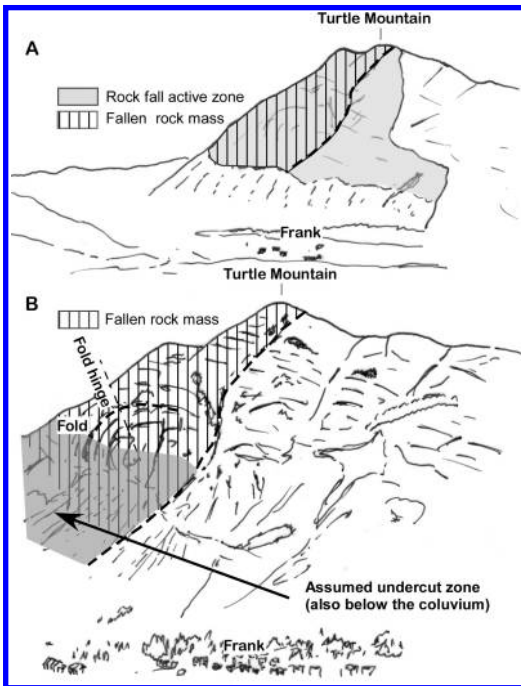 Turtle Mountain
A
Rock fall active zone
Fallen rock mass
Frank
Turtle Mountain
B
Fallen rock mass
Fold hinge
Fold
Assumed undercut zone
(also below the coluvium)
Frank